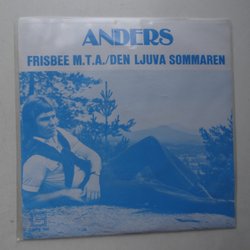 ANDERS
FRISBEE M.T.A./DEN LJUVA SOMMAREN